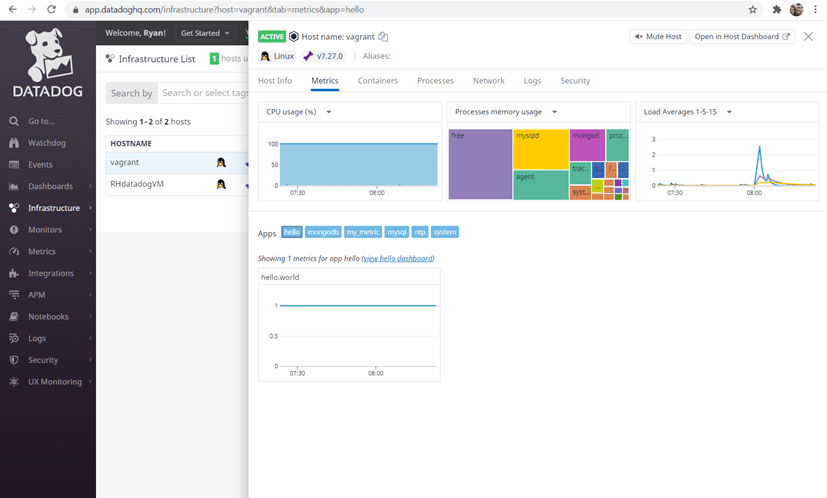 app.datadoghq.com/infrastructure?host=vagrant&tab=metrics&app=hello
DATADOG
Go to...
Watchdog
Events
Dashboards
Infrastructure
Monitors
Metrics
Integrations
APM
Notebooks
Logs
Security
UX Monitoring
Welcome, Ryan!
Get Started
Infrastructure List
1 hosts
Search by
Search or select tags
Showing 1–2 of 2 hosts
HOSTNAME
vagrant
RHdatadogVM
ACTIVE Host name: vagrant
Mute Host
Open in Host Dashboard
Linux
v7.27.0
Aliases:
Host Info Metrics Containers Processes Network Logs Security
CPU usage (%)
100
50
0
07:30 08:00
Processes memory usage
free
mysqld
agent
mongod
proc...
trac...
syst...
Load Averages 1-5-15
3
2
1
0
07:30 08:00
Apps hello mongodb my_metric mysql ntp system
Showing 1 metrics for app hello (view hello dashboard)
hello.world
1
0.5
0
07:30 08:00